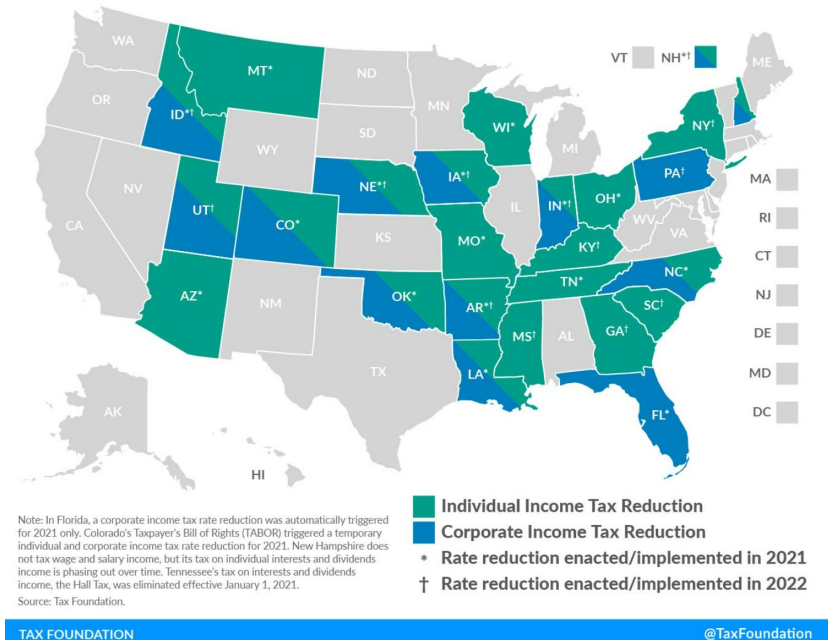 WA
MT*
ND
VT
NH*†
ME
OR
ID*†
MN
WI*
NY†
SD
WY
MI
NV
NE*†
IA*†
PA†
MA
UT†
CO*
IL
IN*†
OH*
RI
CA
KS
MO*
WV
VA
KY†
CT
AZ*
NM
OK*
AR*†
TN*
NC*
NJ
SC†
MS†
AL
GA†
DE
TX
LA*
MD
FL*
DC
AK
HI
Individual Income Tax Reduction
Corporate Income Tax Reduction
* Rate reduction enacted/implemented in 2021
† Rate reduction enacted/implemented in 2022
Note: In Florida, a corporate income tax rate reduction was automatically triggered
for 2021 only. Colorado's Taxpayer's Bill of Rights (TABOR) triggered a temporary
individual and corporate income tax rate reduction for 2021. New Hampshire does
not tax wage and salary income, but its tax on individual interests and dividends
income is phasing out over time. Tennessee's tax on interests and dividends
income, the Hall Tax, was eliminated effective January 1, 2021.
Source: Tax Foundation.
TAX FOUNDATION
@TaxFoundation